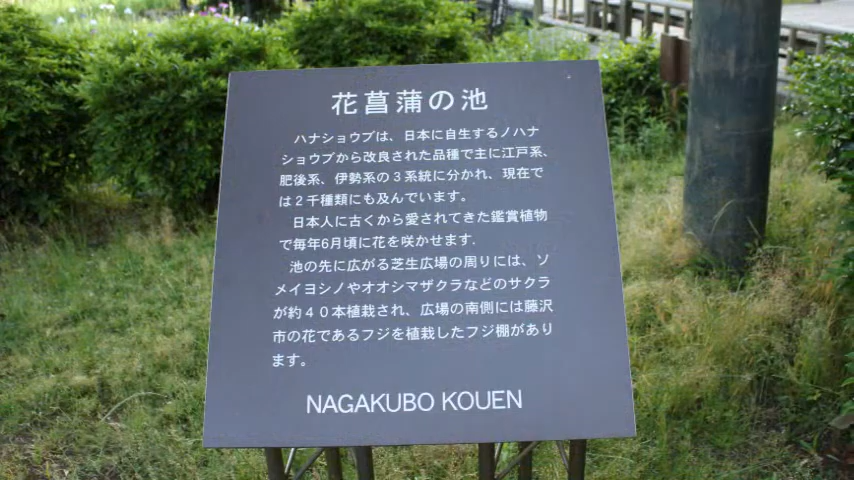 花菖蒲の池
ハナショウブは、日本に自生するノハナ
ショウブから改良された品種で主に江戸系、
肥後系、伊勢系の３系統に分かれ、現在で
は２千種類にも及んでいます。
日本人に古くから愛されてきた鑑賞植物
で毎年6月頃に花を咲かせます.
池の先に広がる芝生広場の周りには、ソ
メイヨシノやオオシマザクラなどのサクラ
が約４０本植栽され、広場の南側には藤沢
市の花であるフジを植栽したフジ棚があり
ます。
NAGAKUBO KOUEN